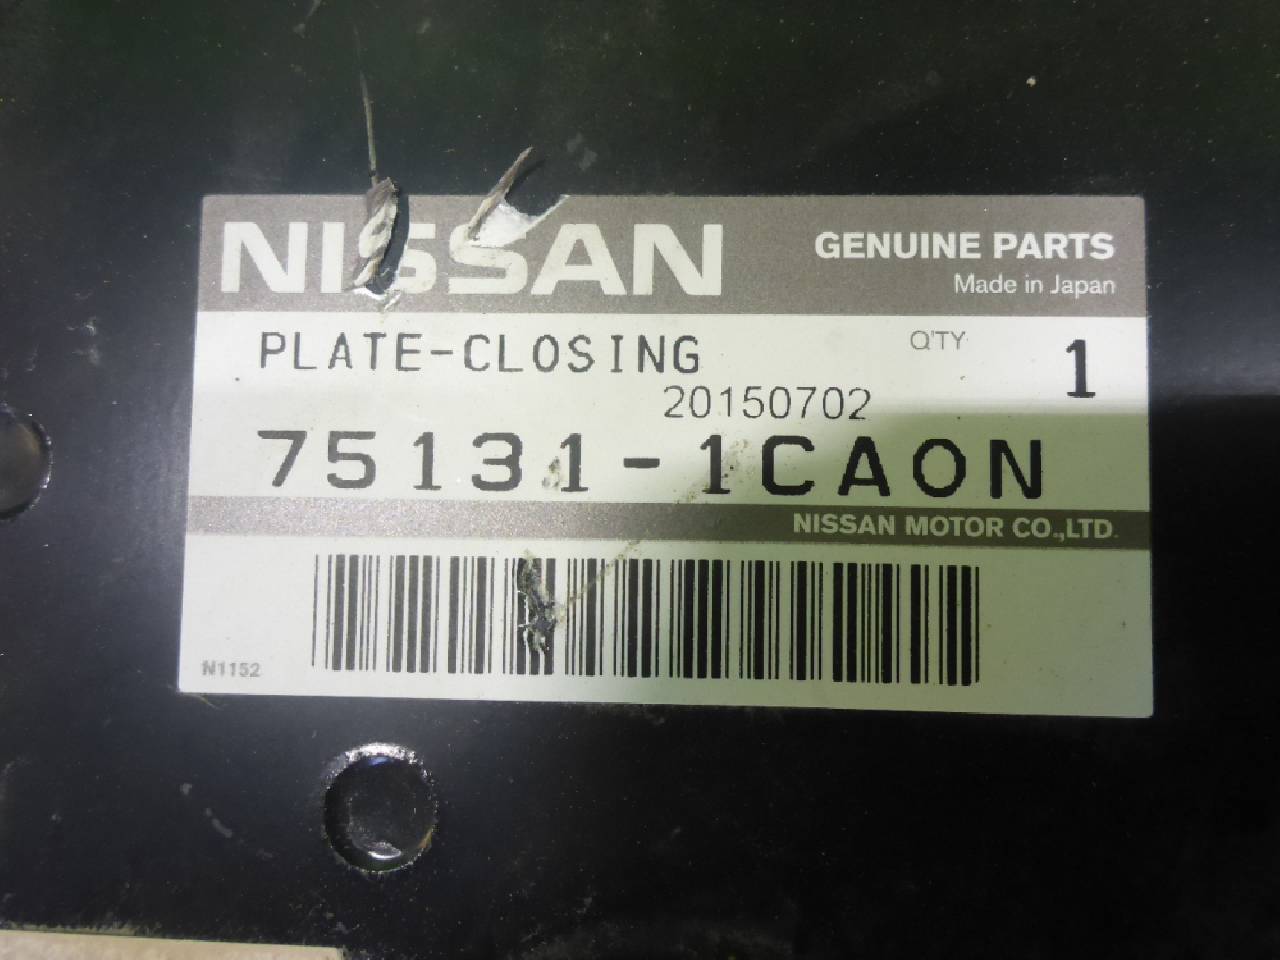 NISSAN
GENUINE PARTS
Made in Japan
PLATE-CLOSING
Q'TY 1
20150702
75131-1CA0N
NISSAN MOTOR CO.,LTD.
N1152